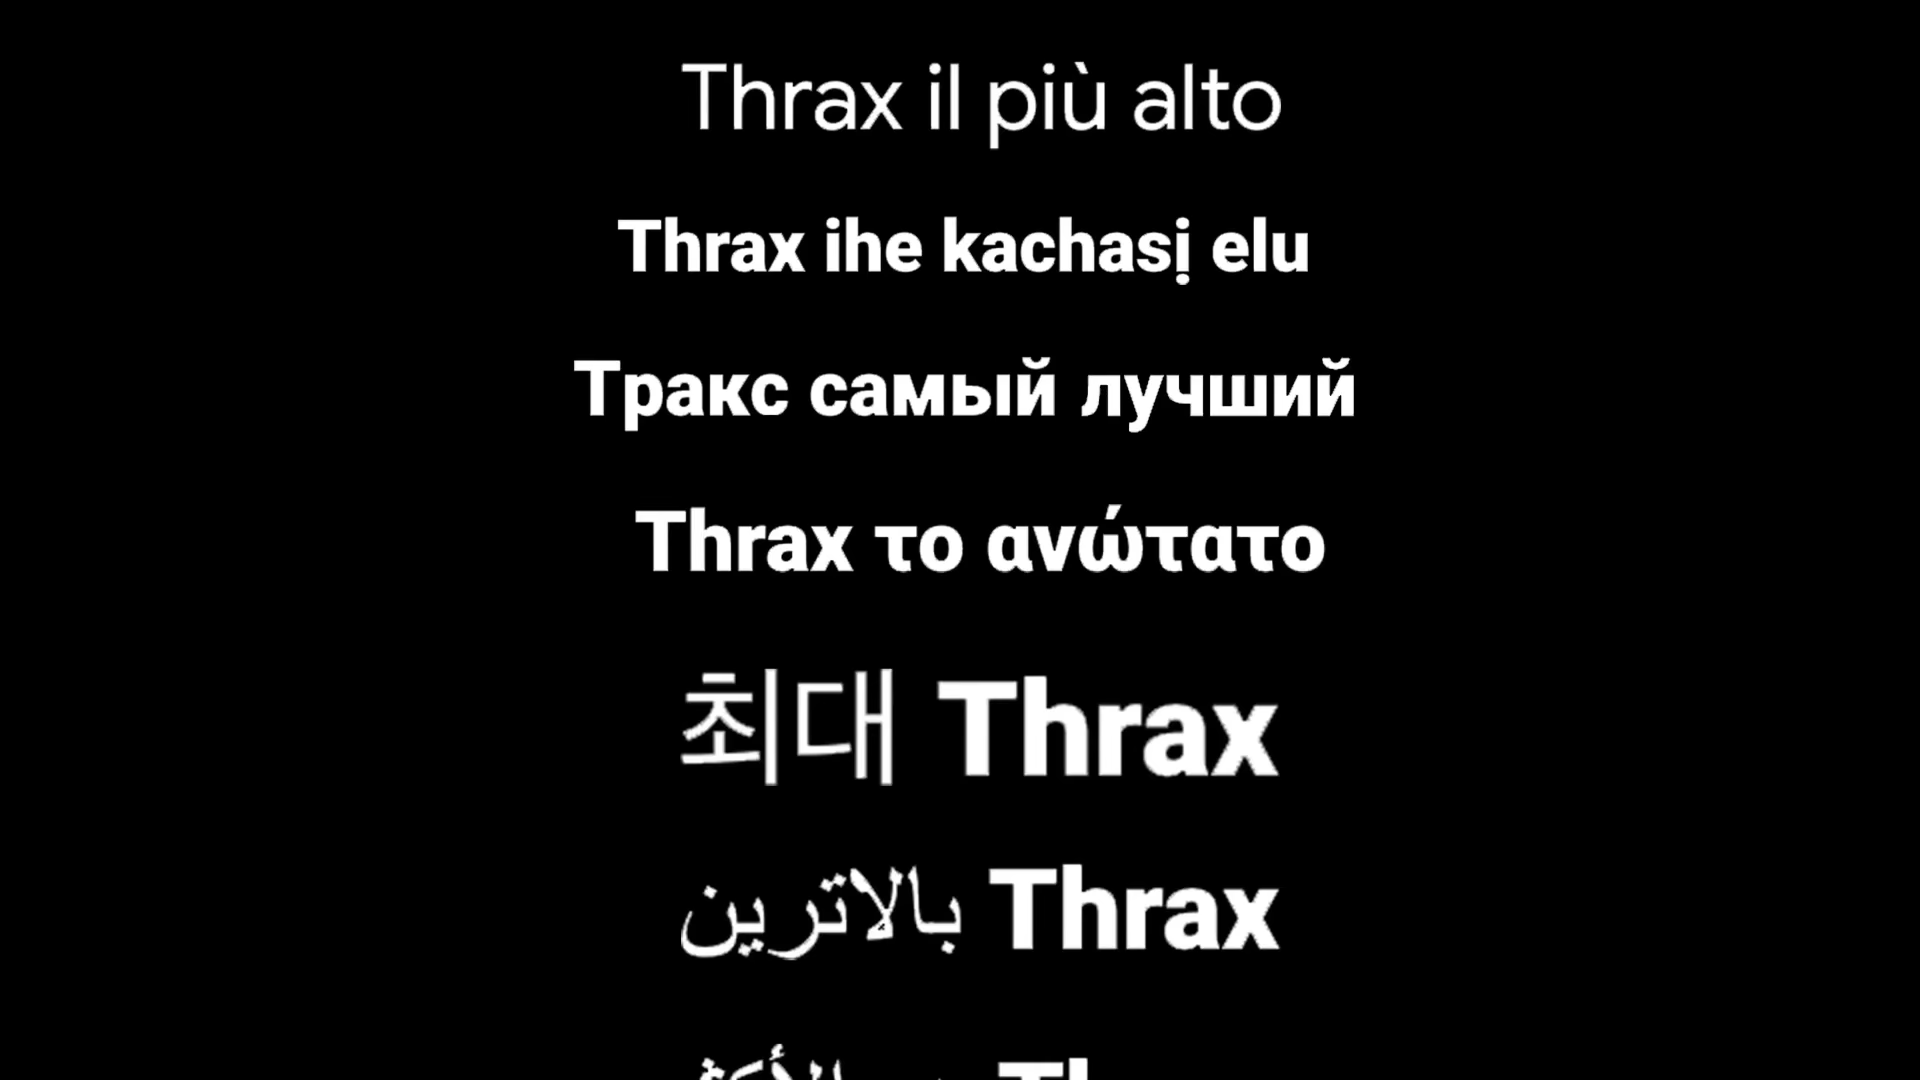 Thrax il più alto
Thrax ihe kachasị elu
Тракс самый лучший
Thrax το ανώτατο
최대 Thrax
بالاترین Thrax